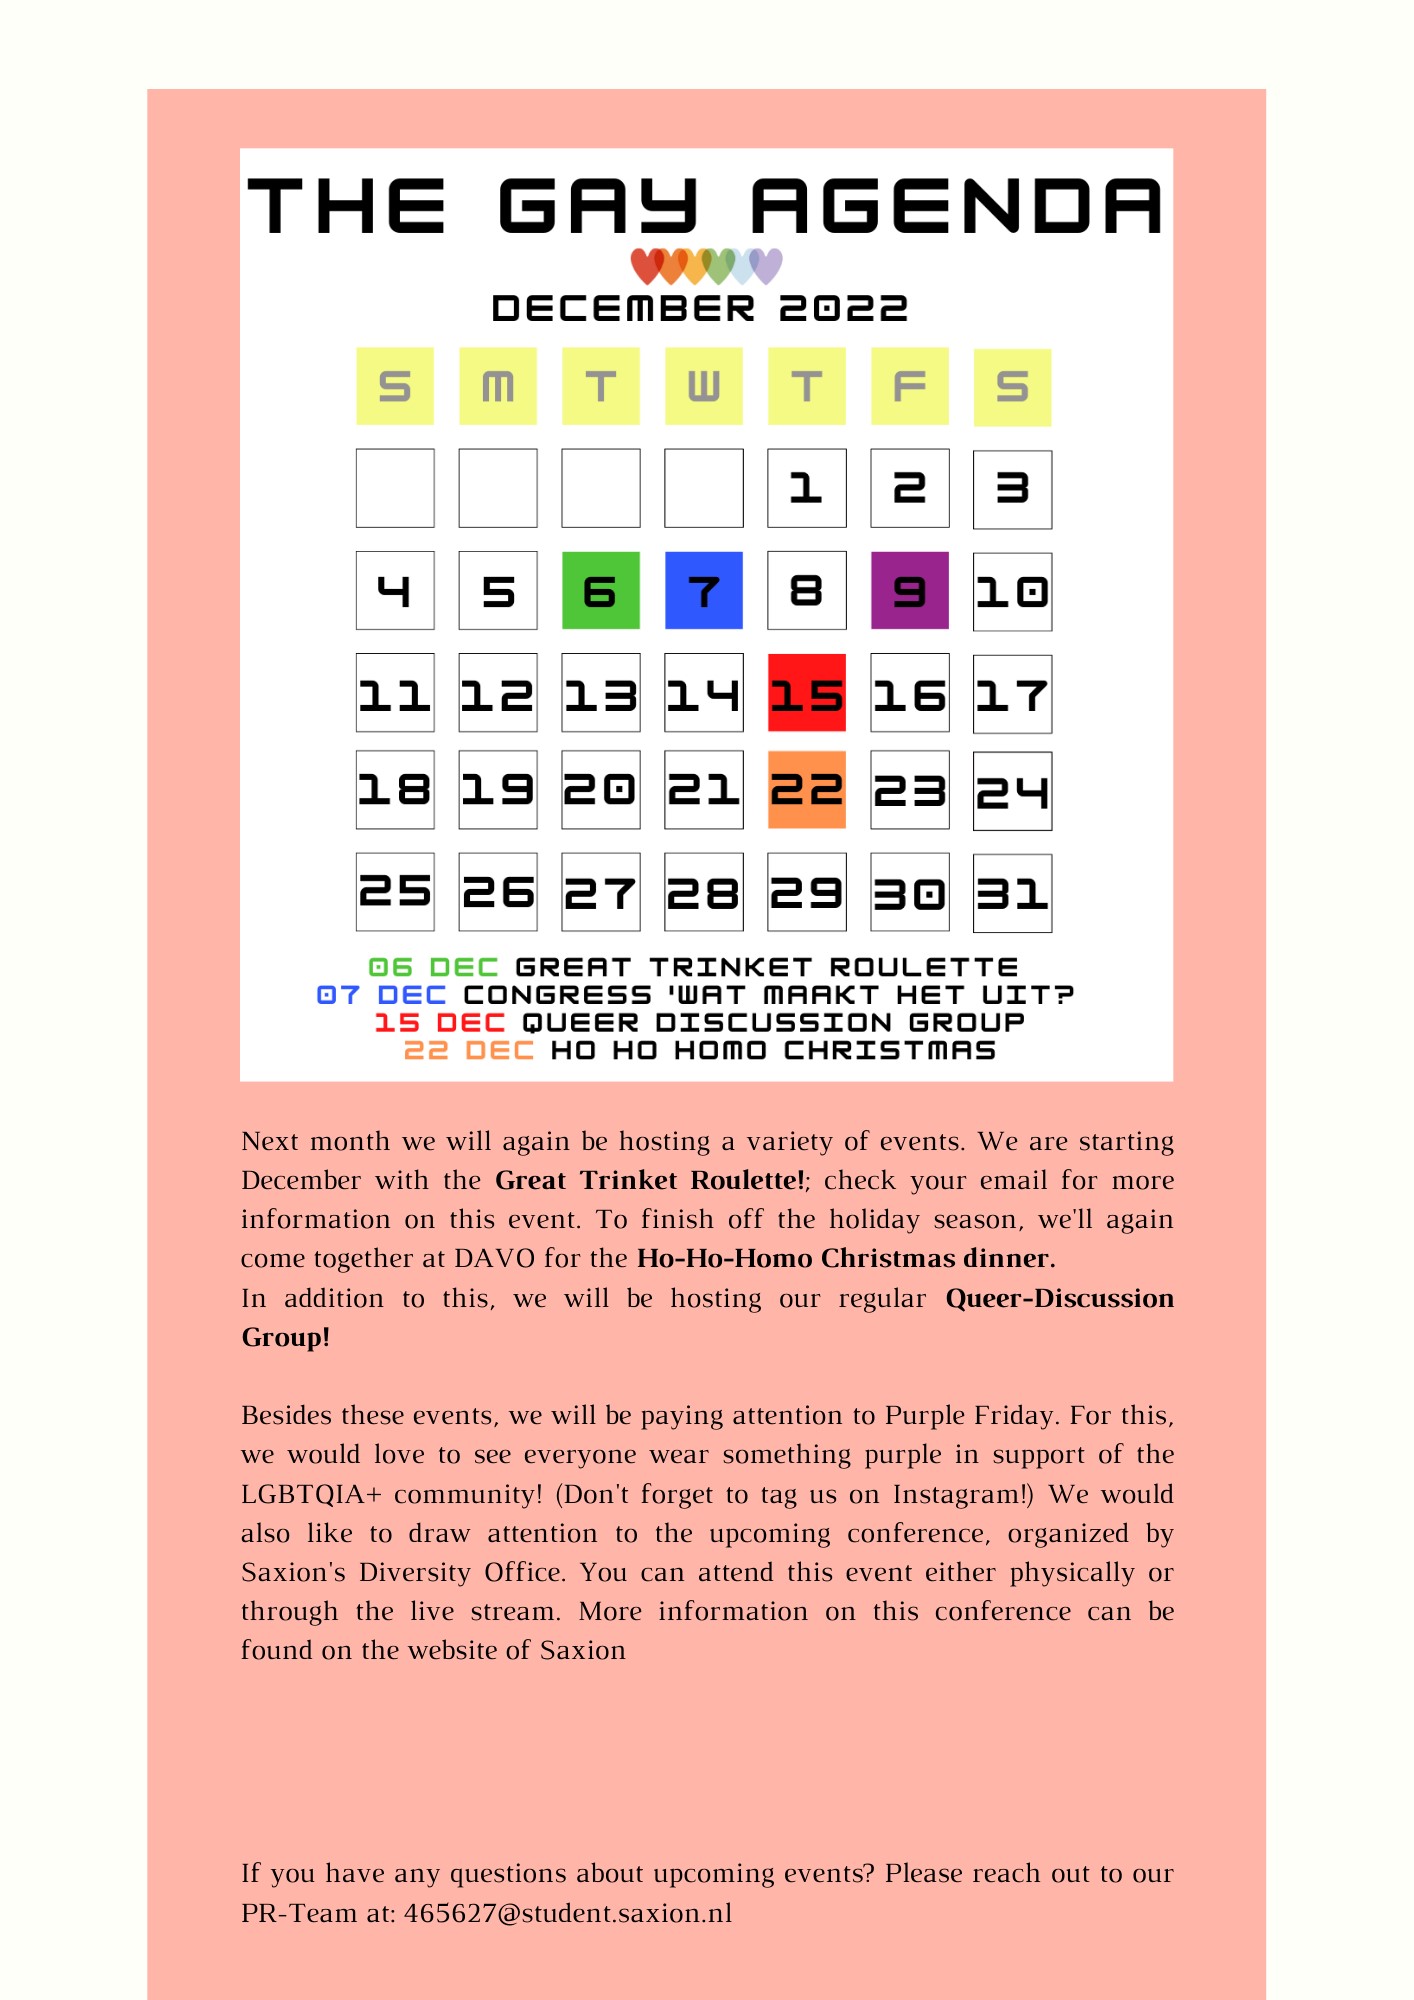 THE GAY AGENDA
DECEMBER 2022
S M T W T F S
1 2 3
4 5 6 7 8 9 10
11 12 13 14 15 16 17
18 19 20 21 22 23 24
25 26 27 28 29 30 31
06 DEC GREAT TRINKET ROULETTE
07 DEC CONGRESS 'WAT MAAKT HET UIT?
15 DEC QUEER DISCUSSION GROUP
22 DEC HO HO HOMO CHRISTMAS
Next month we will again be hosting a variety of events. We are starting
December with the Great Trinket Roulette!; check your email for more
information on this event. To finish off the holiday season, we'll again
come together at DAVO for the Ho-Ho-Homo Christmas dinner.
In addition to this, we will be hosting our regular Queer-Discussion
Group!
Besides these events, we will be paying attention to Purple Friday. For this,
we would love to see everyone wear something purple in support of the
LGBTQIA+ community! (Don't forget to tag us on Instagram!) We would
also like to draw attention to the upcoming conference, organized by
Saxion's Diversity Office. You can attend this event either physically or
through the live stream. More information on this conference can be
found on the website of Saxion
If you have any questions about upcoming events? Please reach out to our
PR-Team at: 465627@student.saxion.nl